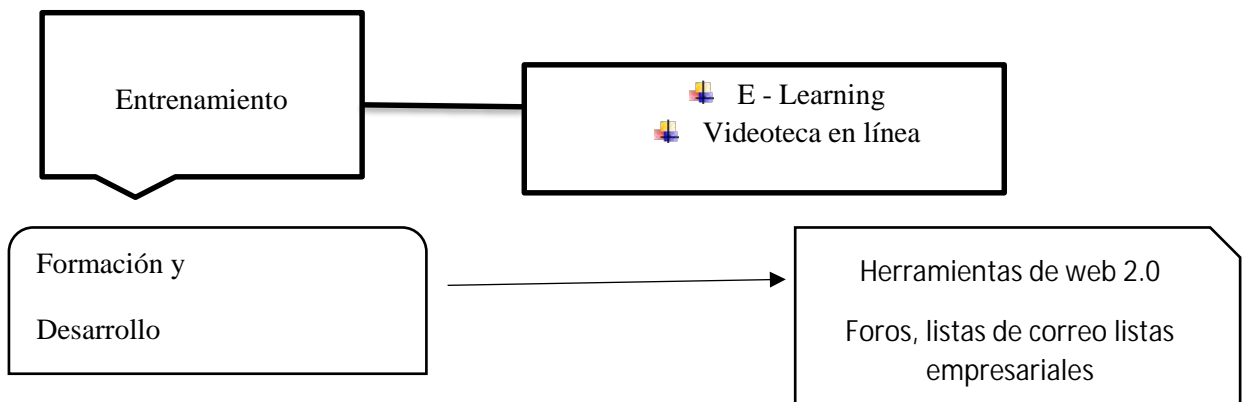 Entrenamiento
E - Learning
Videoteca en línea
Formación y
Desarrollo
Herramientas de web 2.0
Foros, listas de correo listas
empresariales